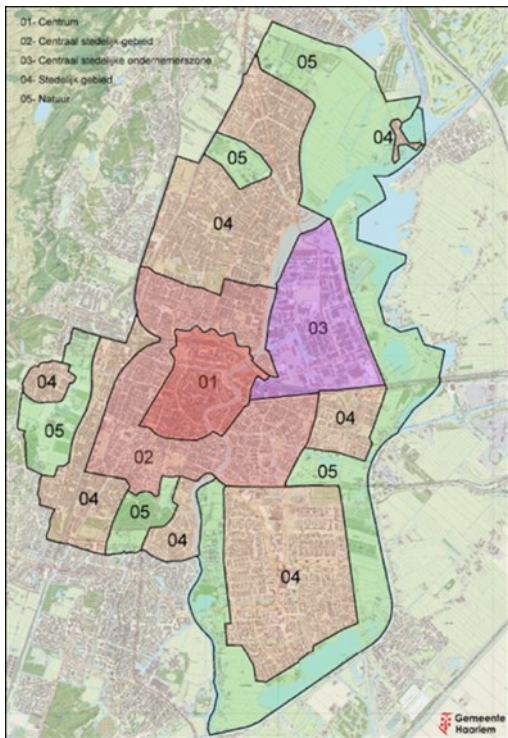 01- Centrum
02- Centraal stedelijk gebied
03- Centraal stedelijke ondernemerszone
04- Stedelijk gebied
05- Natuur
05
04
05
04
03
04
01
04
05
02
05
04
05
04
04
Gemeente
Haarlem